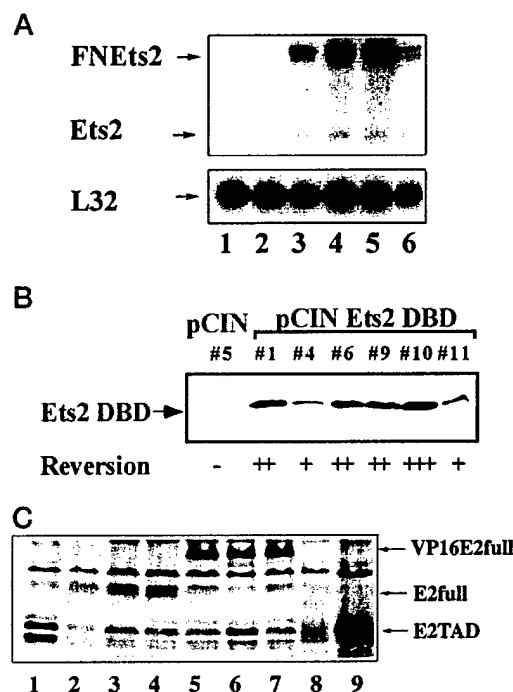 A
FNEts2
Ets2
L32
1 2 3 4 5 6
B
pCIN pCIN Ets2 DBD
#5 #1 #4 #6 #9 #10 #11
Ets2 DBD
Reversion - ++ + ++ ++ +++ +
C
VP16E2full
E2full
E2TAD
1 2 3 4 5 6 7 8 9